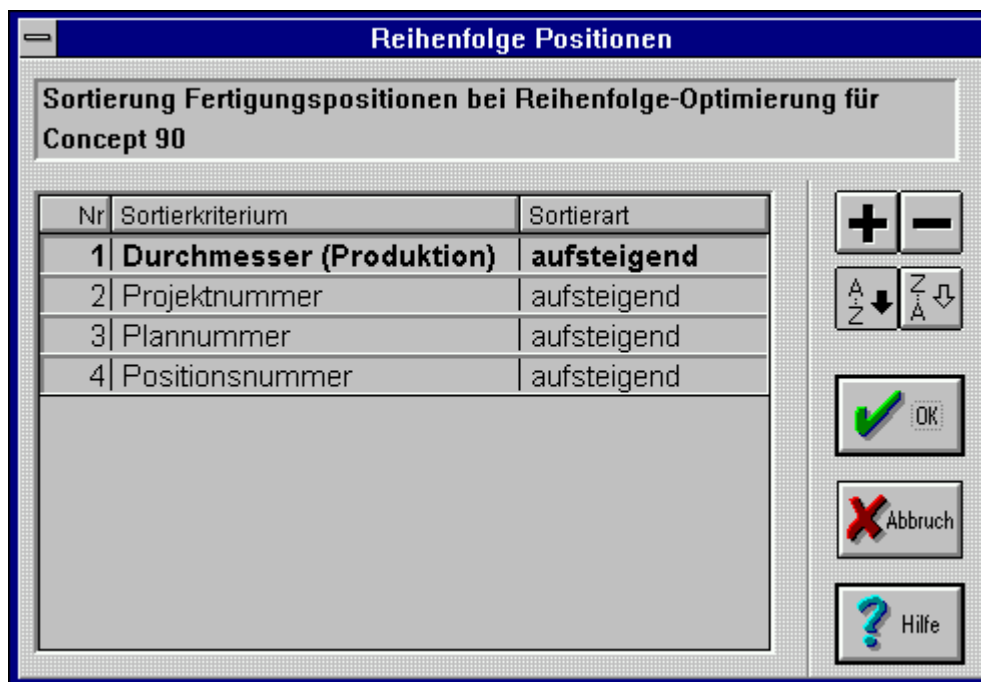 Reihenfolge Positionen
Sortierung Fertigungspositionen bei Reihenfolge-Optimierung für
Concept 90
Nr Sortierkriterium Sortierart
1 Durchmesser (Produktion) aufsteigend
2 Projektnummer aufsteigend
3 Plannummer aufsteigend
4 Positionsnummer aufsteigend
A Z
Z A
OK
Abbruch
Hilfe